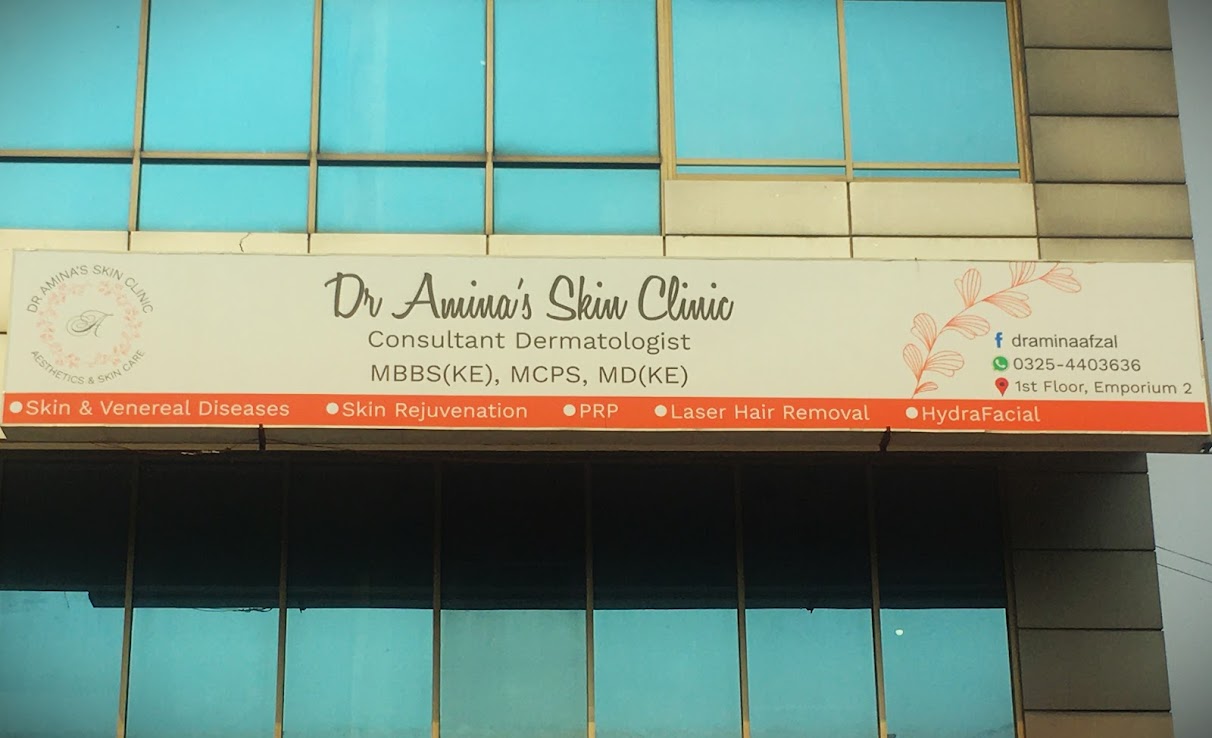 DR AMINA'S SKIN CLINIC
A
AESTHETICS & SKIN CARE
Dr Amina's Skin Clinic
Consultant Dermatologist
MBBS(KE), MCPS, MD(KE)
draminaafzal
0325-4403636
1st Floor, Emporium 2
Skin & Venereal Diseases Skin Rejuvenation PRP Laser Hair Removal HydraFacial